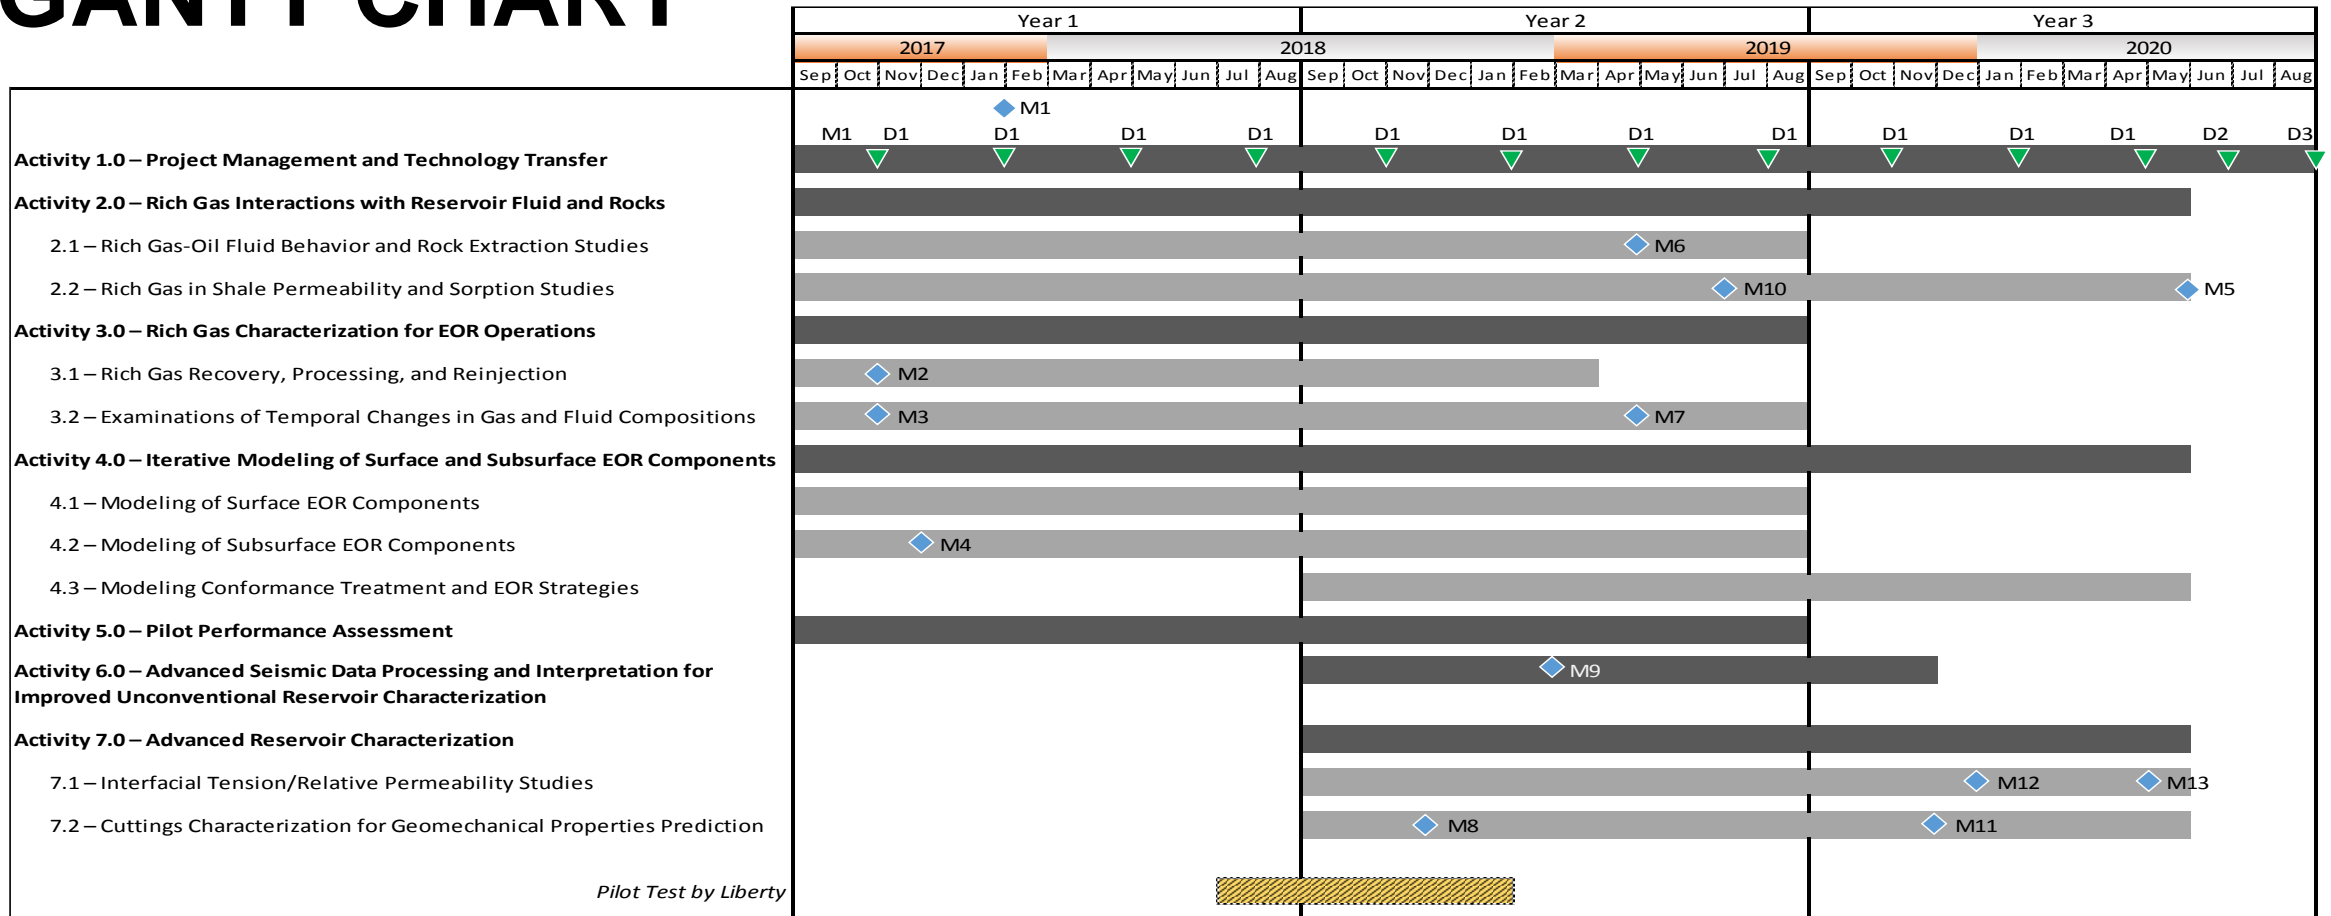 GANTT CHART
Year 1 Year 2 Year 3
2017 2018 2019 2020
Sep Oct Nov Dec Jan Feb Mar Apr May Jun Jul Aug Sep Oct Nov Dec Jan Feb Mar Apr May Jun Jul Aug Sep Oct Nov Dec Jan Feb Mar Apr May Jun Jul Aug
M1
M1 D1 D1 D1 D1 D1 D1 D1 D1 D1 D1 D1 D2 D3
Activity 1.0 – Project Management and Technology Transfer
Activity 2.0 – Rich Gas Interactions with Reservoir Fluid and Rocks
2.1 – Rich Gas-Oil Fluid Behavior and Rock Extraction Studies M6
2.2 – Rich Gas in Shale Permeability and Sorption Studies M10 M5
Activity 3.0 – Rich Gas Characterization for EOR Operations
3.1 – Rich Gas Recovery, Processing, and Reinjection M2
3.2 – Examinations of Temporal Changes in Gas and Fluid Compositions M3 M7
Activity 4.0 – Iterative Modeling of Surface and Subsurface EOR Components
4.1 – Modeling of Surface EOR Components
4.2 – Modeling of Subsurface EOR Components M4
4.3 – Modeling Conformance Treatment and EOR Strategies
Activity 5.0 – Pilot Performance Assessment
Activity 6.0 – Advanced Seismic Data Processing and Interpretation for M9
Improved Unconventional Reservoir Characterization
Activity 7.0 – Advanced Reservoir Characterization
7.1 – Interfacial Tension/Relative Permeability Studies M12 M13
7.2 – Cuttings Characterization for Geomechanical Properties Prediction M8 M11
Pilot Test by Liberty